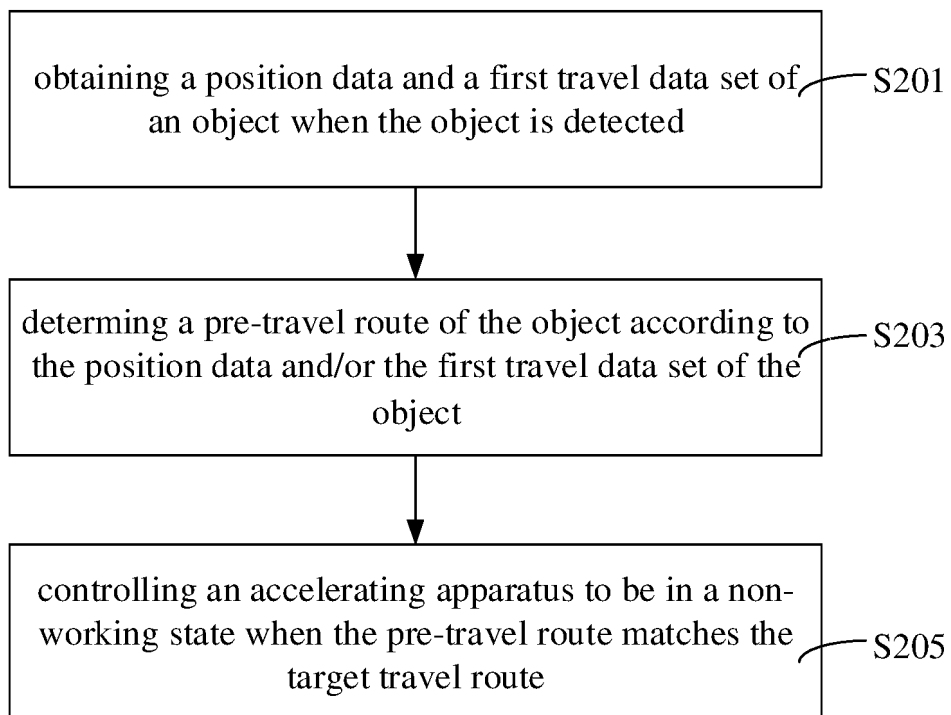 obtaining a position data and a first travel data set of
an object when the object is detected
S201
determing a pre-travel route of the object according to
the position data and/or the first travel data set of the
object
S203
controlling an accelerating apparatus to be in a non-
working state when the pre-travel route matches the
target travel route
S205